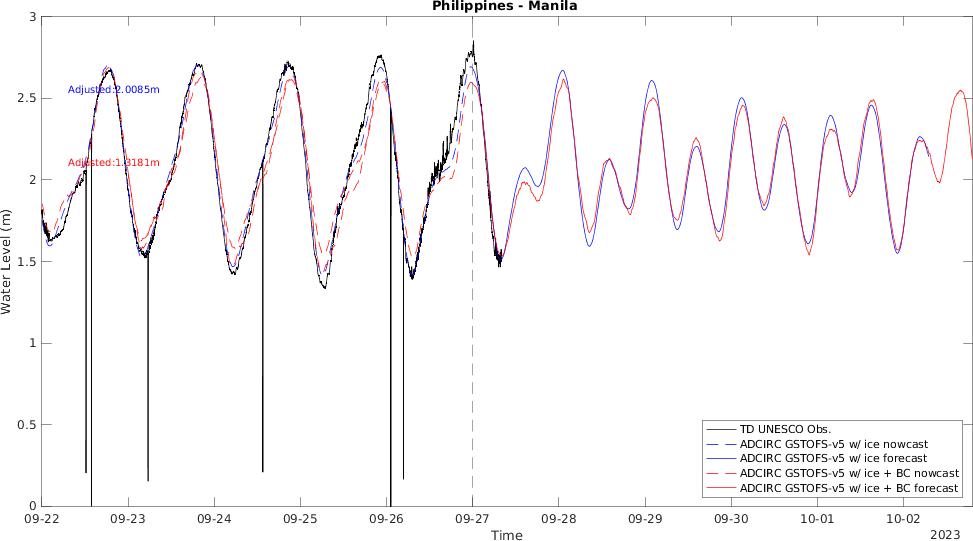 Philippines - Manila
3
2.5
2
1.5
1
0.5
0
Water Level (m)
Adjusted:2.0085m
TD UNESCO Obs.
ADCIRC GSTOFS-v5 w/ ice nowcast
ADCIRC GSTOFS-v5 w/ ice forecast
ADCIRC GSTOFS-v5 w/ ice + BC nowcast
ADCIRC GSTOFS-v5 w/ ice + BC forecast
09-22
09-23
09-24
09-25
09-26
09-27
09-28
09-29
09-30
10-01
10-02
Time
2023